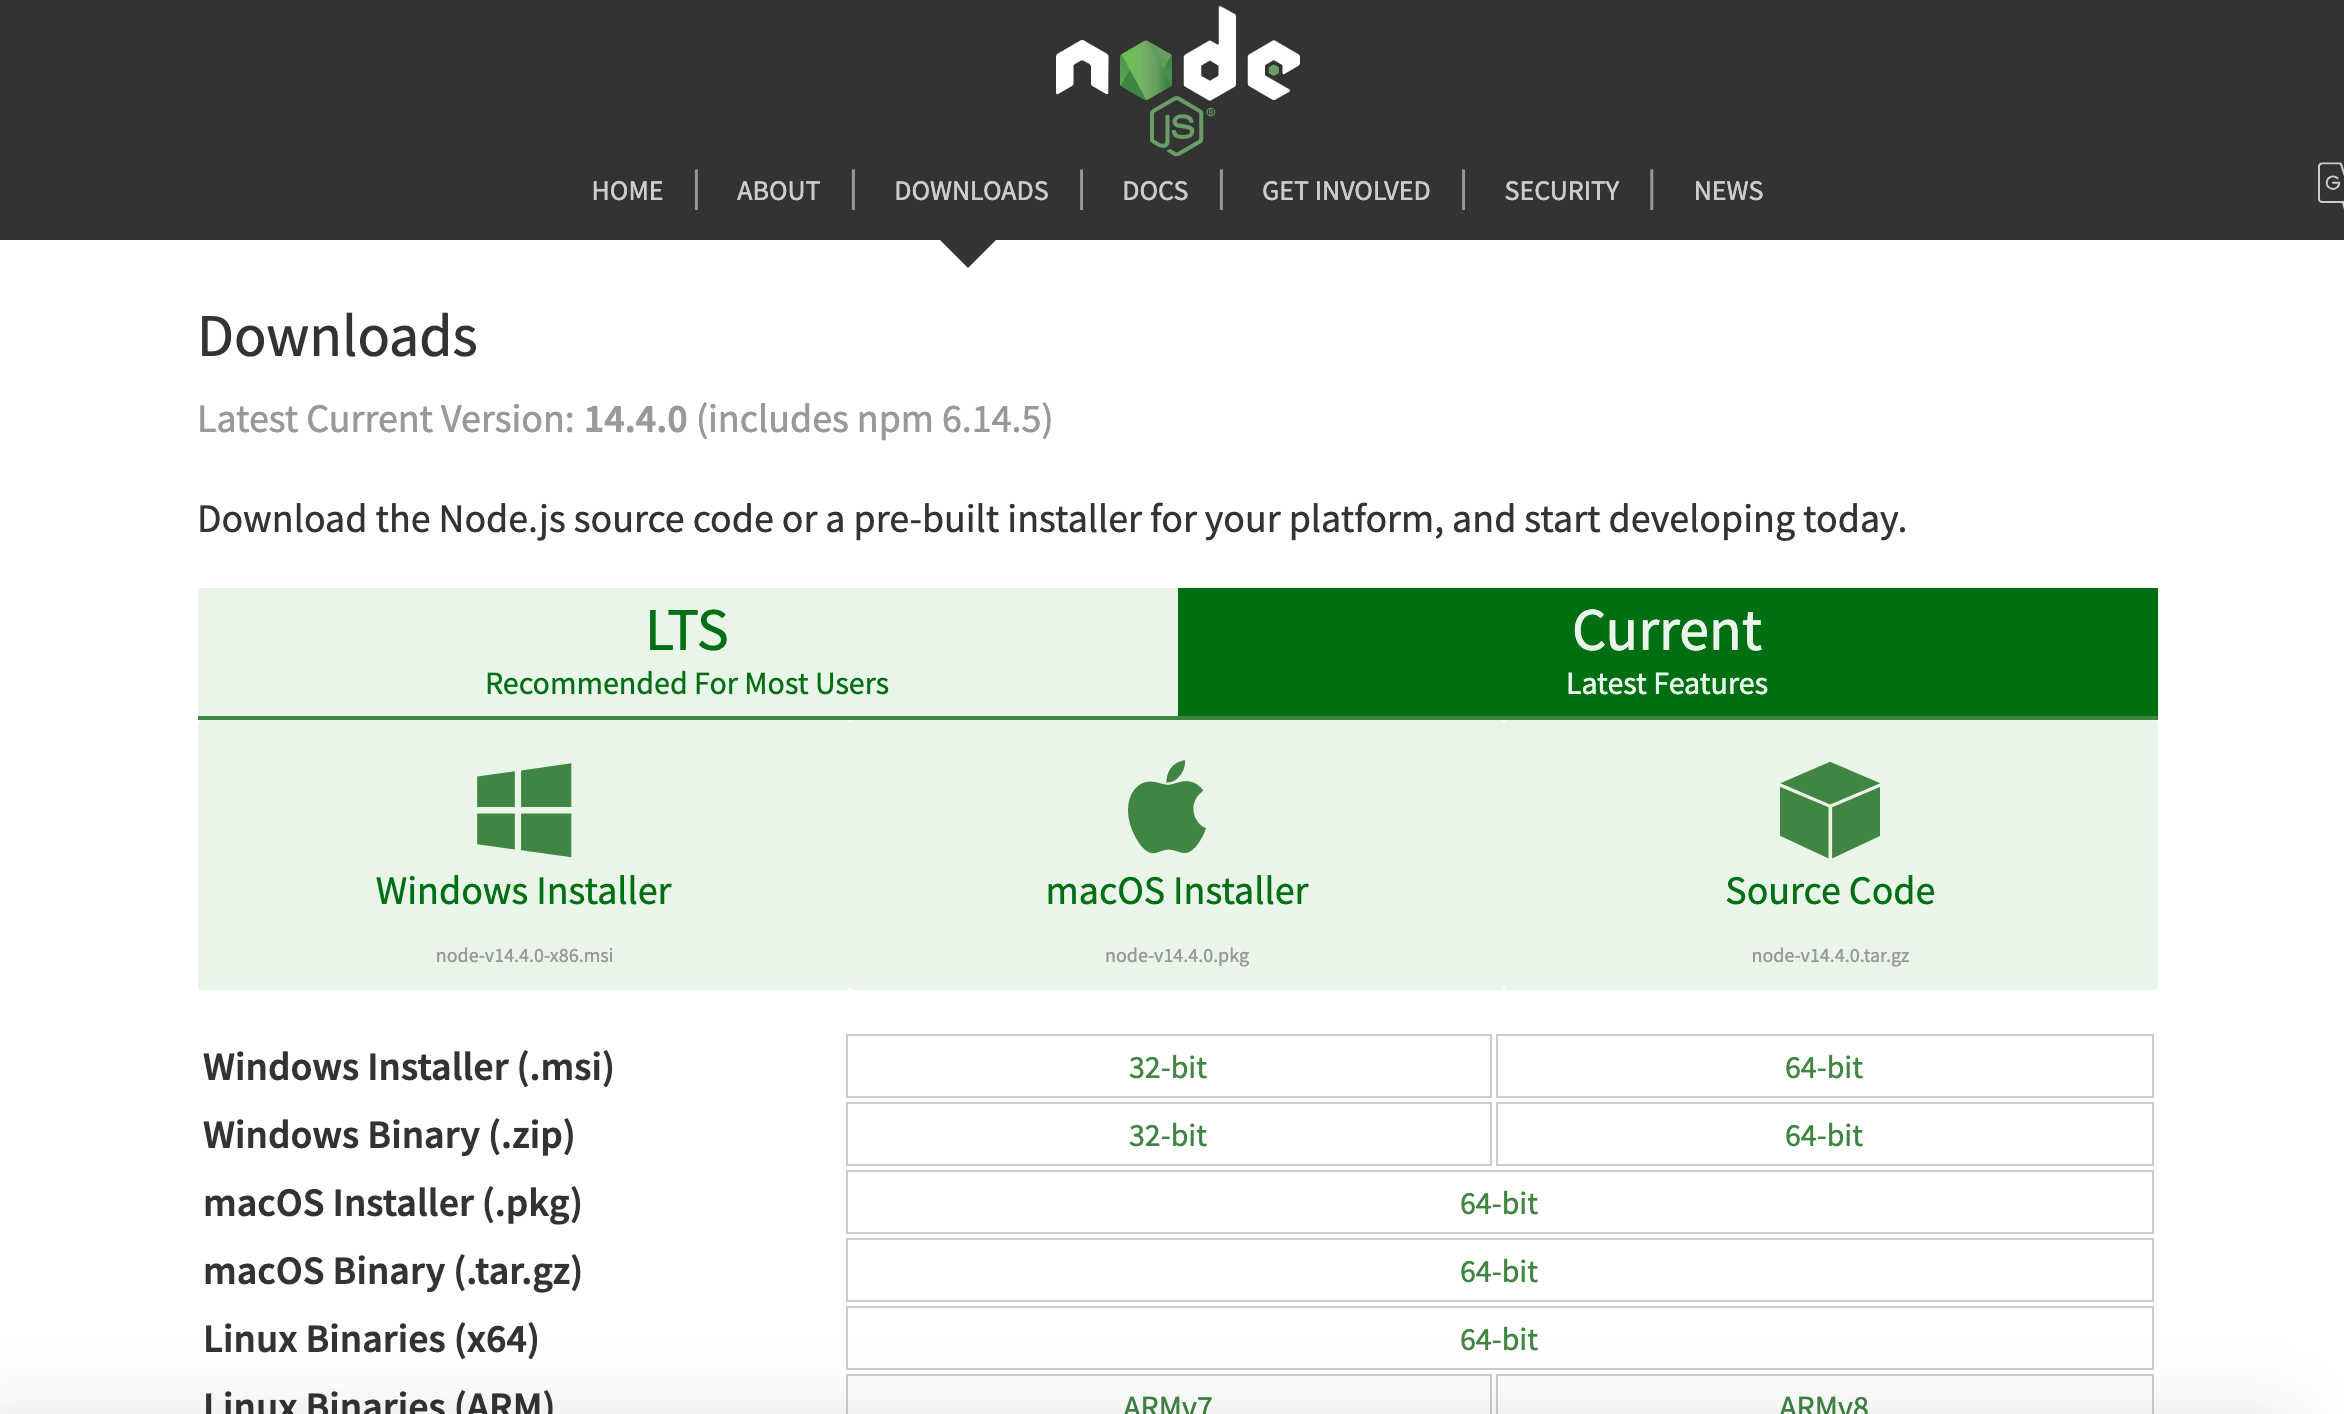 node
JS®
HOME | ABOUT | DOWNLOADS | DOCS | GET INVOLVED | SECURITY | NEWS
G
Downloads
Latest Current Version: 14.4.0 (includes npm 6.14.5)
Download the Node.js source code or a pre-built installer for your platform, and start developing today.
LTS
Recommended For Most Users
Current
Latest Features
Windows Installer
node-v14.4.0-x86.msi
macOS Installer
node-v14.4.0.pkg
Source Code
node-v14.4.0.tar.gz
Windows Installer (.msi) 32-bit 64-bit
Windows Binary (.zip) 32-bit 64-bit
macOS Installer (.pkg) 64-bit
macOS Binary (.tar.gz) 64-bit
Linux Binaries (x64) 64-bit
Linux Binaries (ARM) ARMv7 ARMv8